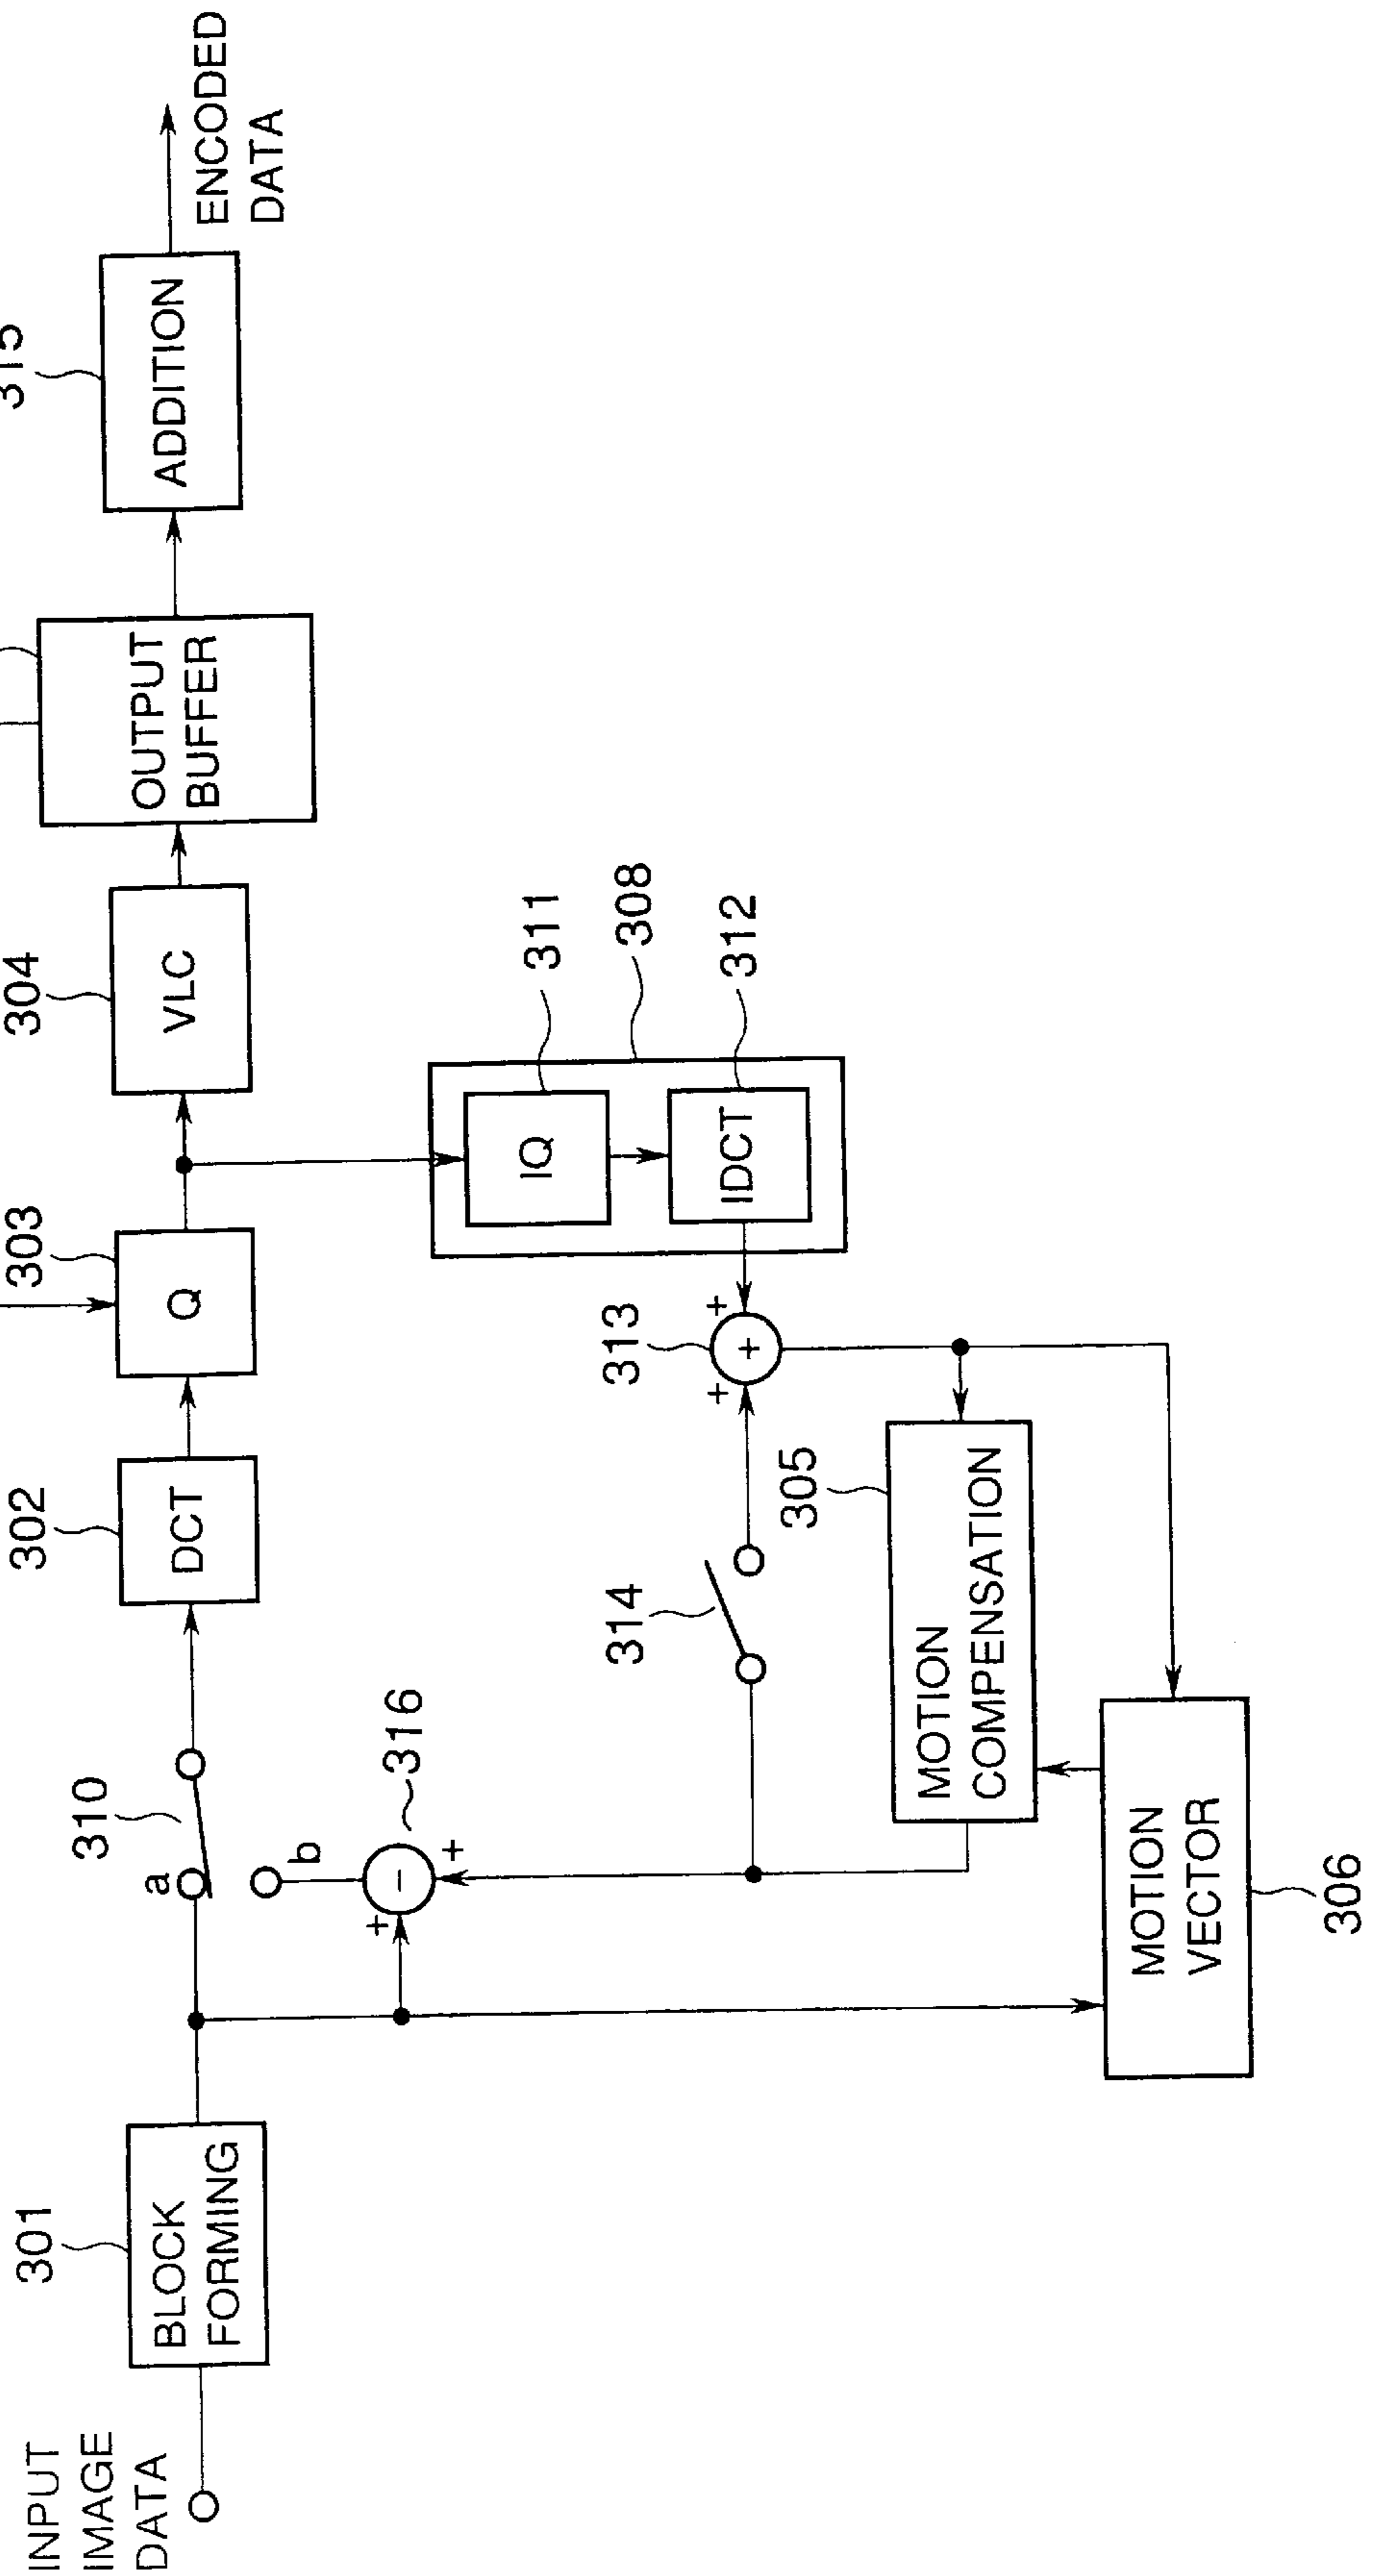 INPUT
IMAGE
DATA
301
BLOCK
FORMING
310
a
b
316
−
+
+
302
DCT
303
Q
304
VLC
OUTPUT
BUFFER
315
ADDITION
ENCODED
DATA
311
308
312
IQ
IDCT
313
+
+
+
314
305
MOTION
COMPENSATION
MOTION
VECTOR
306